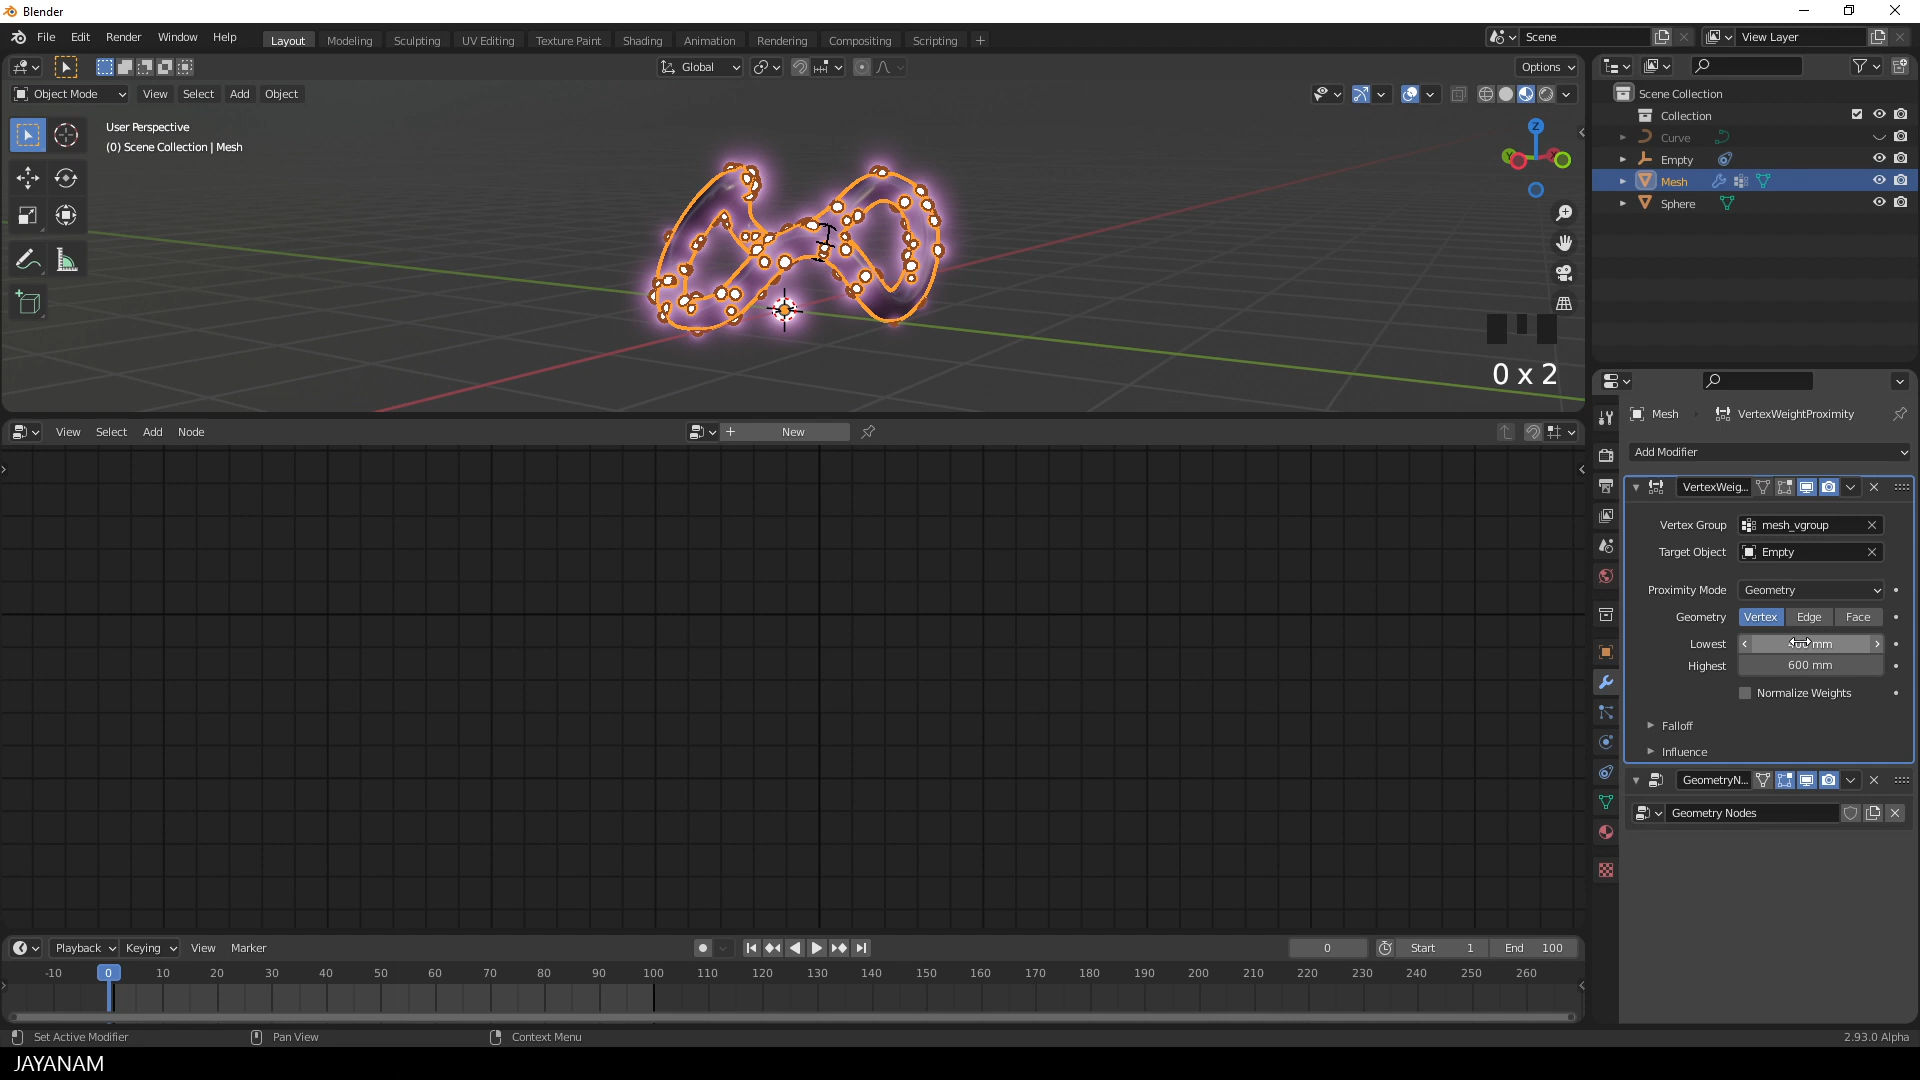 Blender
File Edit Render Window Help Layout Modeling Sculpting UV Editing Texture Paint Shading Animation Rendering Compositing Scripting + Scene View Layer
Global Options
Object Mode View Select Add Object
User Perspective
(0) Scene Collection | Mesh
Z
0 x 2
Scene Collection
Collection
Curve
Empty
Mesh
Sphere
Mesh VertexWeightProximity
Add Modifier
VertexWeig...
Vertex Group mesh_vgroup
Target Object Empty
Proximity Mode Geometry
Geometry Vertex Edge Face
Lowest mm
Highest 600 mm
Normalize Weights
Falloff
Influence
GeometryN...
Geometry Nodes
View Select Add Node + New
Playback Keying View Marker 0 Start 1 End 100
-10 0 10 20 30 40 50 60 70 80 90 100 110 120 130 140 150 160 170 180 190 200 210 220 230 240 250 260
Set Active Modifier Pan View Context Menu 2.93.0 Alpha
JAYANAM